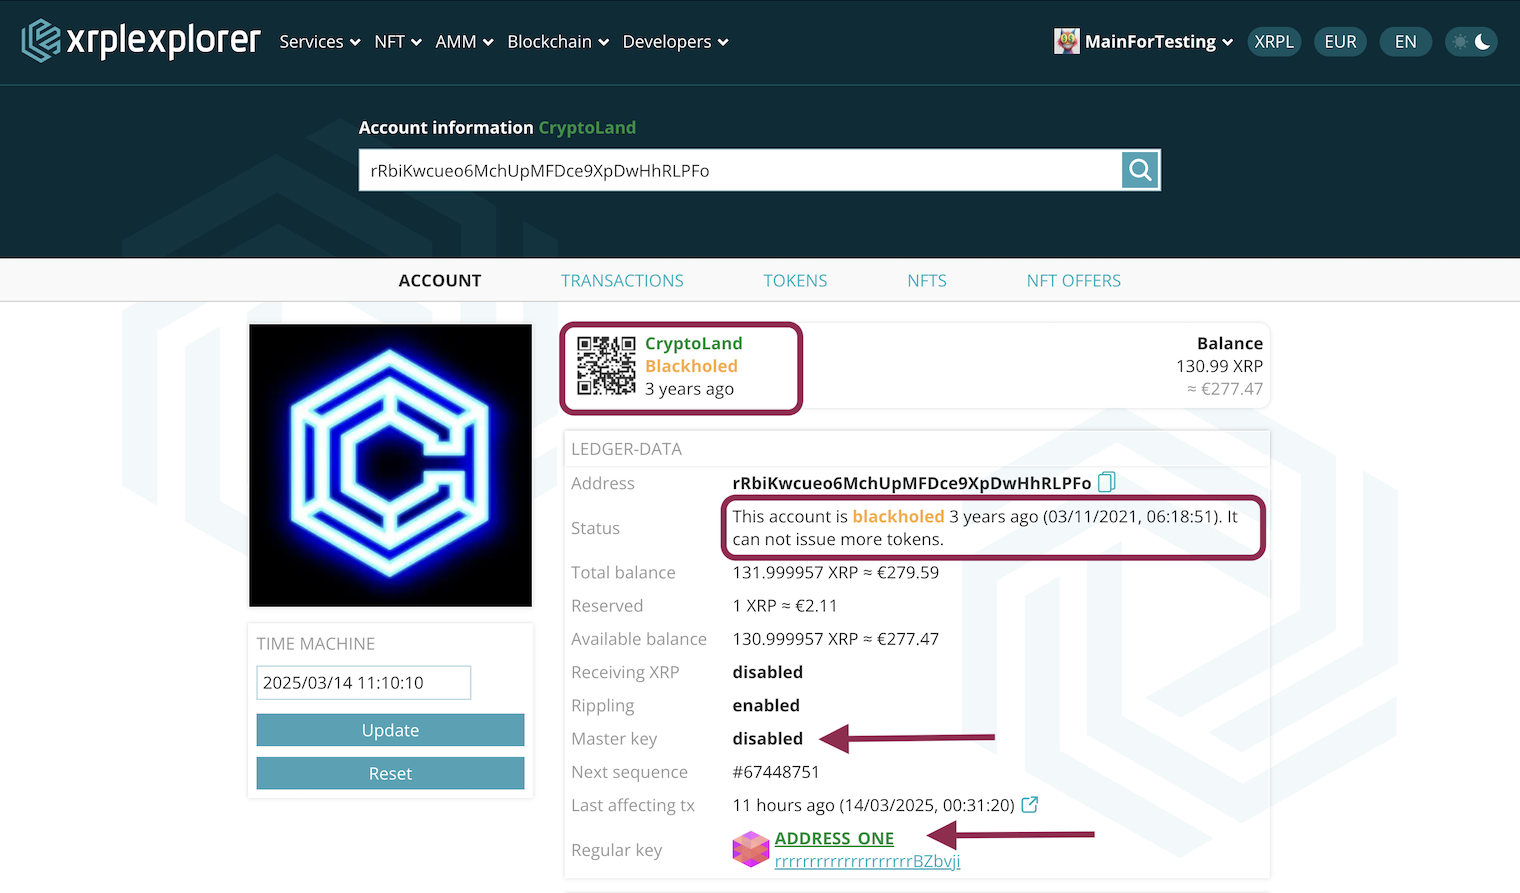 xrplexplorer Services NFT AMM Blockchain Developers MainForTesting XRPL EUR EN
Account information CryptoLand
rRbiKwcueo6MchUpMFDce9XpDwHhRLPFo
ACCOUNT TRANSACTIONS TOKENS NFTS NFT OFFERS
CryptoLand
Blackholed
3 years ago
Balance
130.99 XRP
≈ €277.47
LEDGER-DATA
Address rRbiKwcueo6MchUpMFDce9XpDwHhRLPFo
Status This account is blackholed 3 years ago (03/11/2021, 06:18:51). It
can not issue more tokens.
Total balance 131.999957 XRP ≈ €279.59
Reserved 1 XRP ≈ €2.11
Available balance 130.999957 XRP ≈ €277.47
Receiving XRP disabled
Rippling enabled
Master key disabled
Next sequence #67448751
Last affecting tx 11 hours ago (14/03/2025, 00:31:20)
Regular key ADDRESS_ONE
rrrrrrrrrrrrrrrrrrrrBZbvji
TIME MACHINE
2025/03/14 11:10:10
Update
Reset